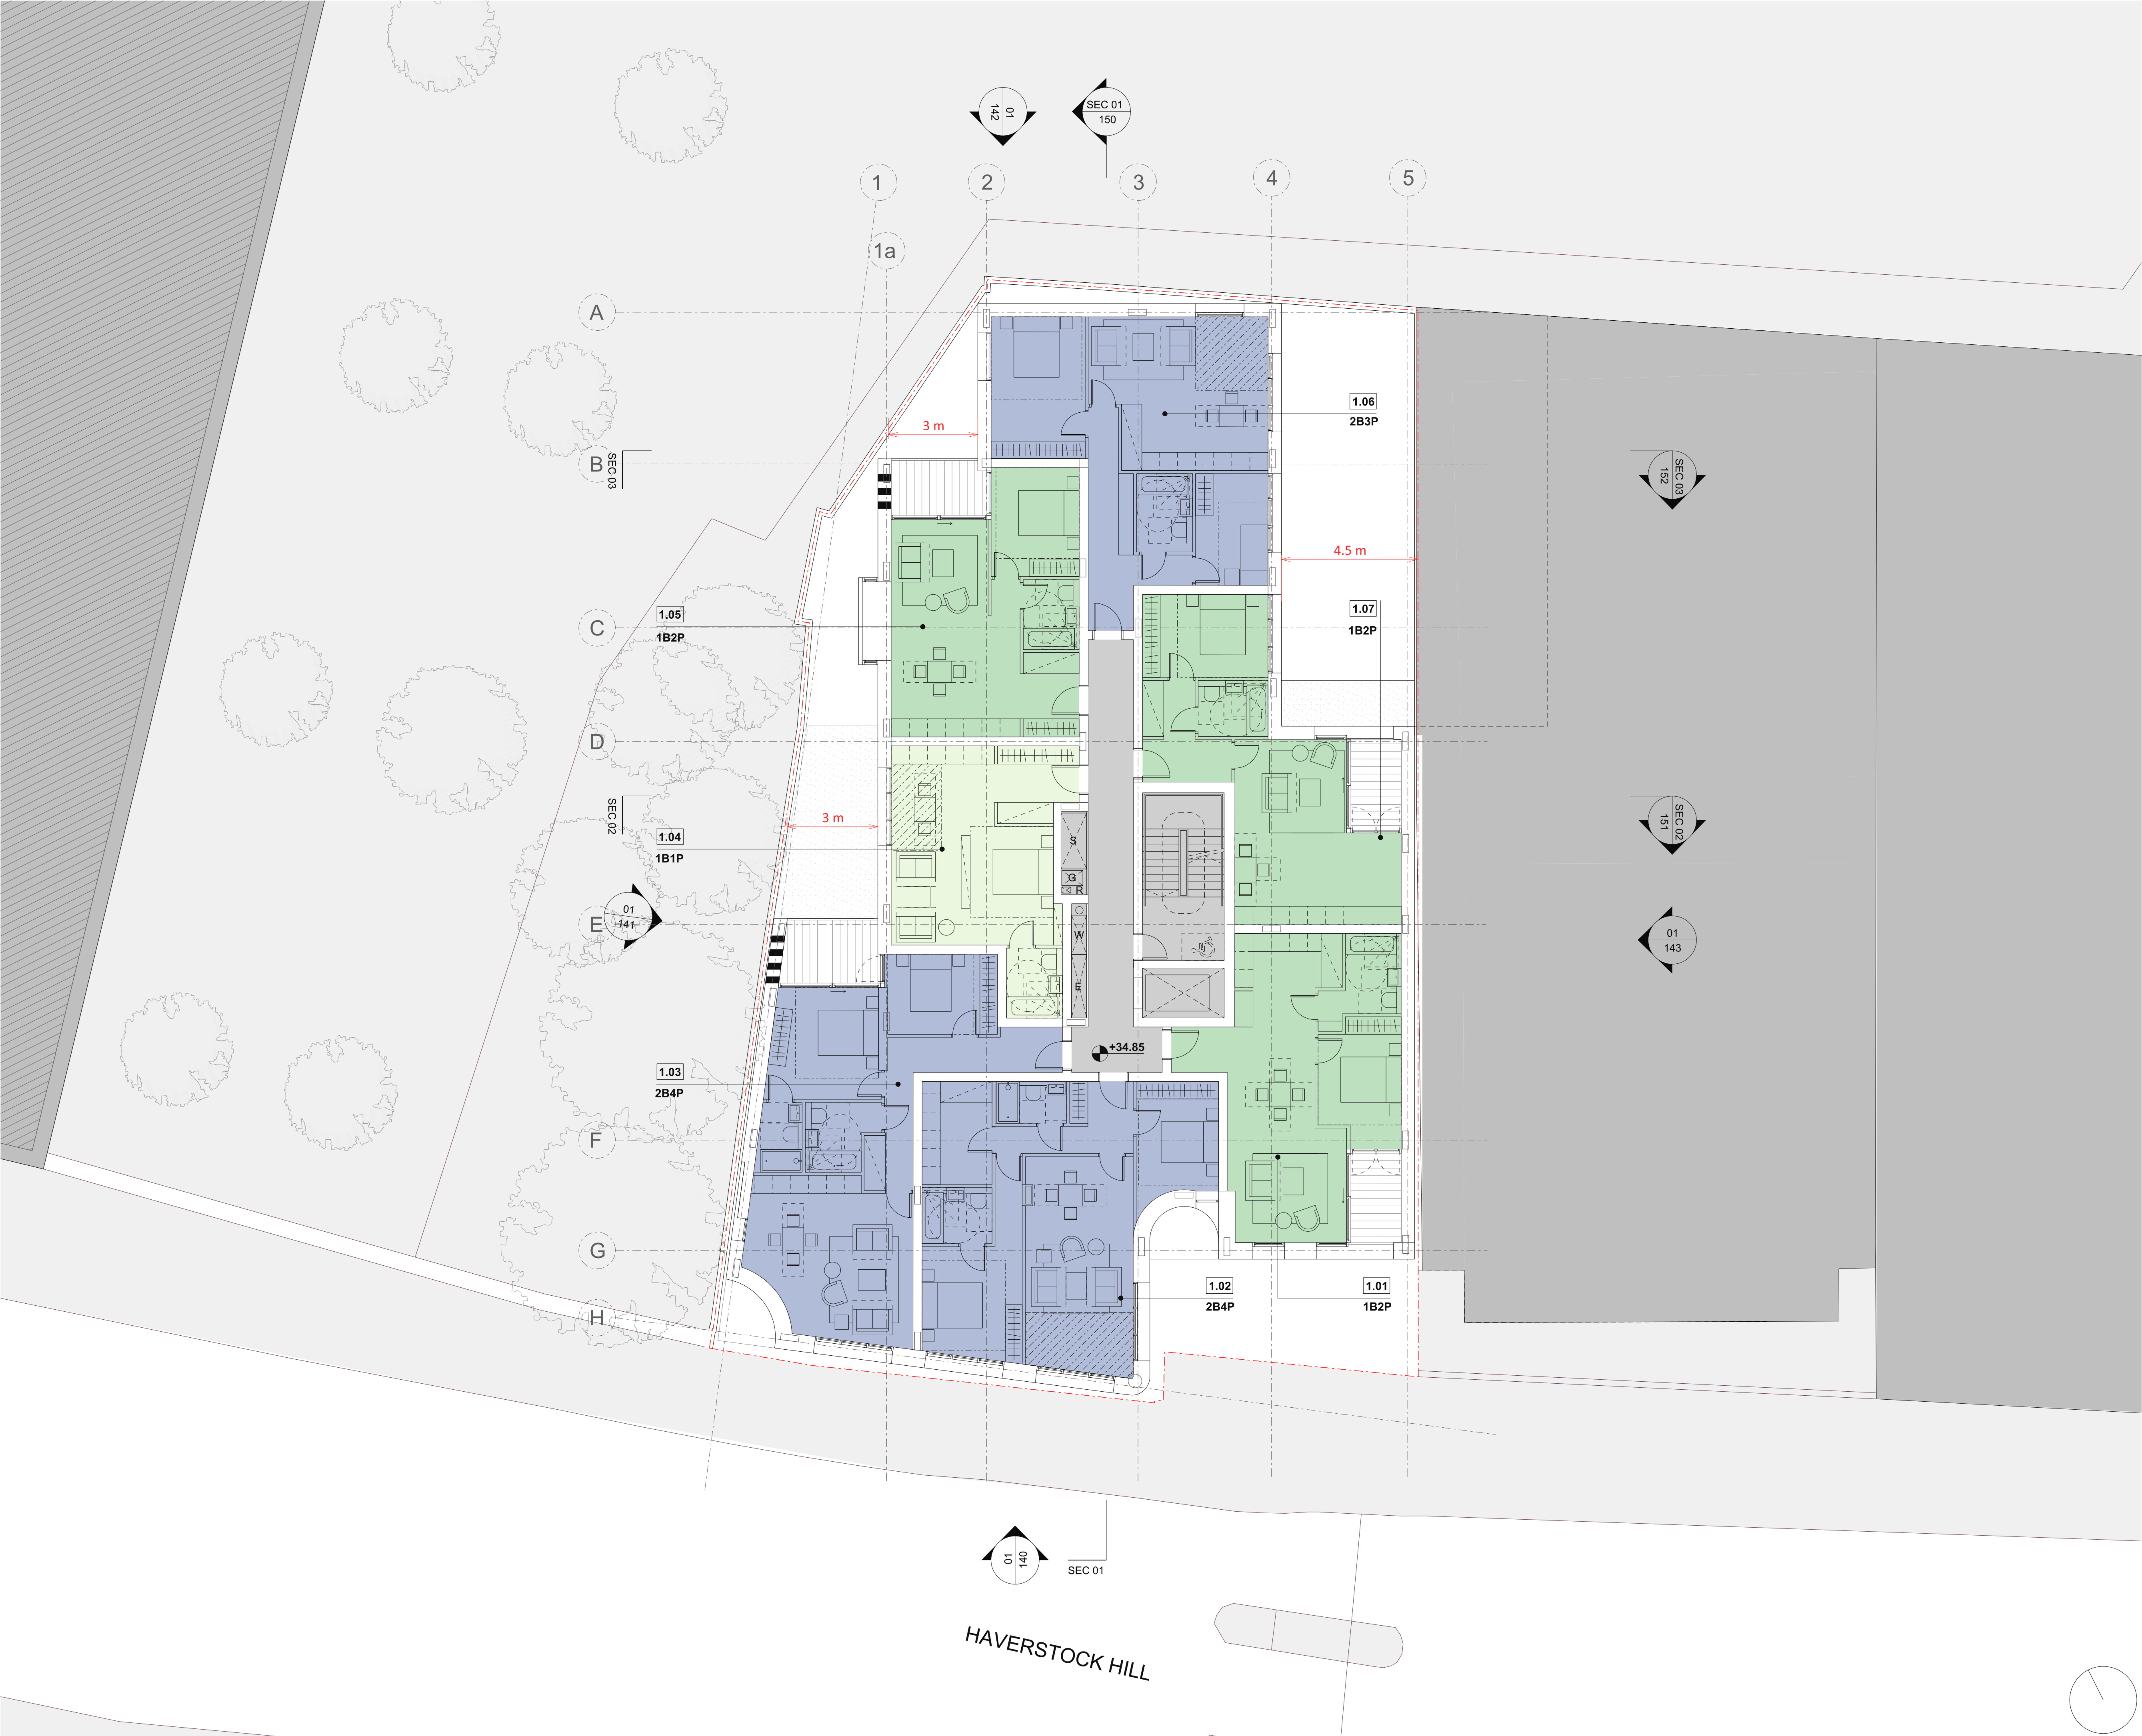 01
142
SEC 01
150
1
2
3
4
5
1a
A
1.06
2B3P
3 m
B
SEC 03
SEC 03
152
4.5 m
1.05
1B2P
1.07
1B2P
C
D
SEC 02
3 m
SEC 02
151
1.04
1B1P
S
G
R
01
141
E
W
01
143
E
+34.85
1.03
2B4P
F
G
1.02
2B4P
1.01
1B2P
H
01
140
SEC 01
HAVERSTOCK HILL